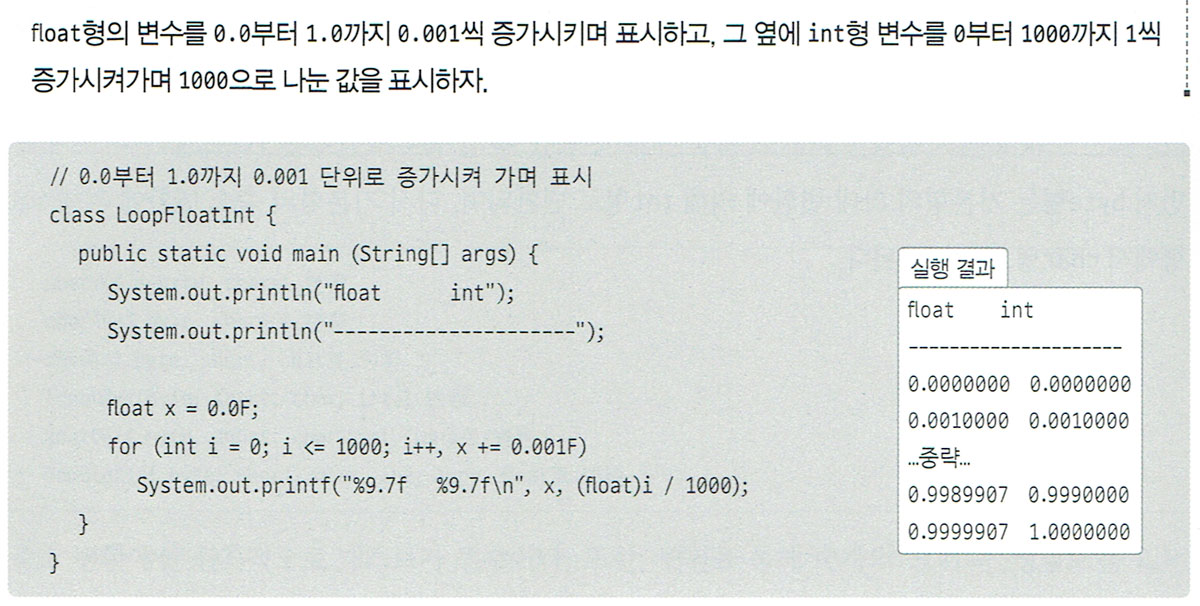 float형의 변수를 0.0부터 1.0까지 0.001씩 증가시키며 표시하고, 그 옆에 int형 변수를 0부터 1000까지 1씩
증가시켜가며 1000으로 나눈 값을 표시하자.
// 0.0부터 1.0까지 0.001 단위로 증가시켜 가며 표시
class LoopFloatInt {
public static void main (String[] args) {
System.out.println("float       int");
System.out.println("---------------------");
float x = 0.0F;
for (int i = 0; i <= 1000; i++, x += 0.001F)
System.out.printf("%9.7f  %9.7f\n", x, (float)i / 1000);
}
}
실행 결과
float    int
---------------------
0.0000000 0.0000000
0.0010000 0.0010000
…중략…
0.9989907 0.9990000
0.9999907 1.0000000